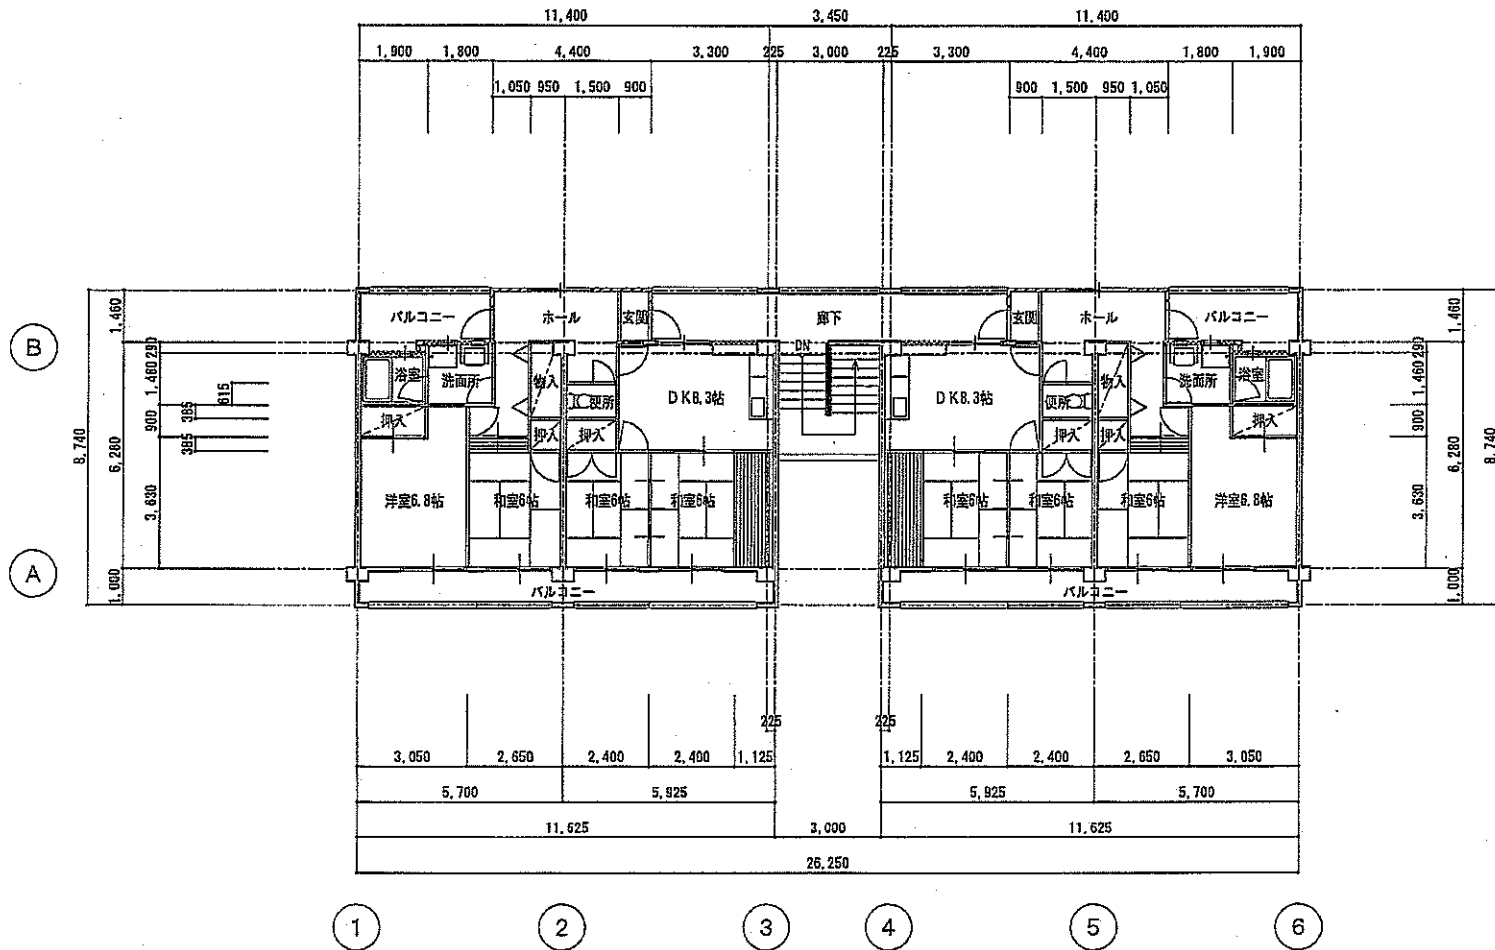 11,400 3,450 11,400
1,900 1,800 4,400 3,300 225 3,000 225 3,300 4,400 1,800 1,900
1,050 950 1,500 900 900 1,500 950 1,050
バルコニー ホール 玄関 廊下 玄関 ホール バルコニー
B
DN
浴室 洗面所 物入 便所 DK8.3帖 DK8.3帖 便所 物入 洗面所 浴室
押入 押入 押入 押入 押入 押入
洋室6.8帖 和室6帖 和室6帖 和室6帖 和室6帖 和室6帖 和室6帖 洋室6.8帖
A
バルコニー バルコニー
8,740
1,460 6,280 1,000
290 1,460 900 3,630
615
385
385
1,460 6,280 1,000
290 1,460 900 3,630
8,740
225 225
3,050 2,650 2,400 2,400 1,125 1,125 2,400 2,400 2,650 3,050
5,700 5,925 5,925 5,700
11,625 3,000 11,625
26,250
1 2 3 4 5 6